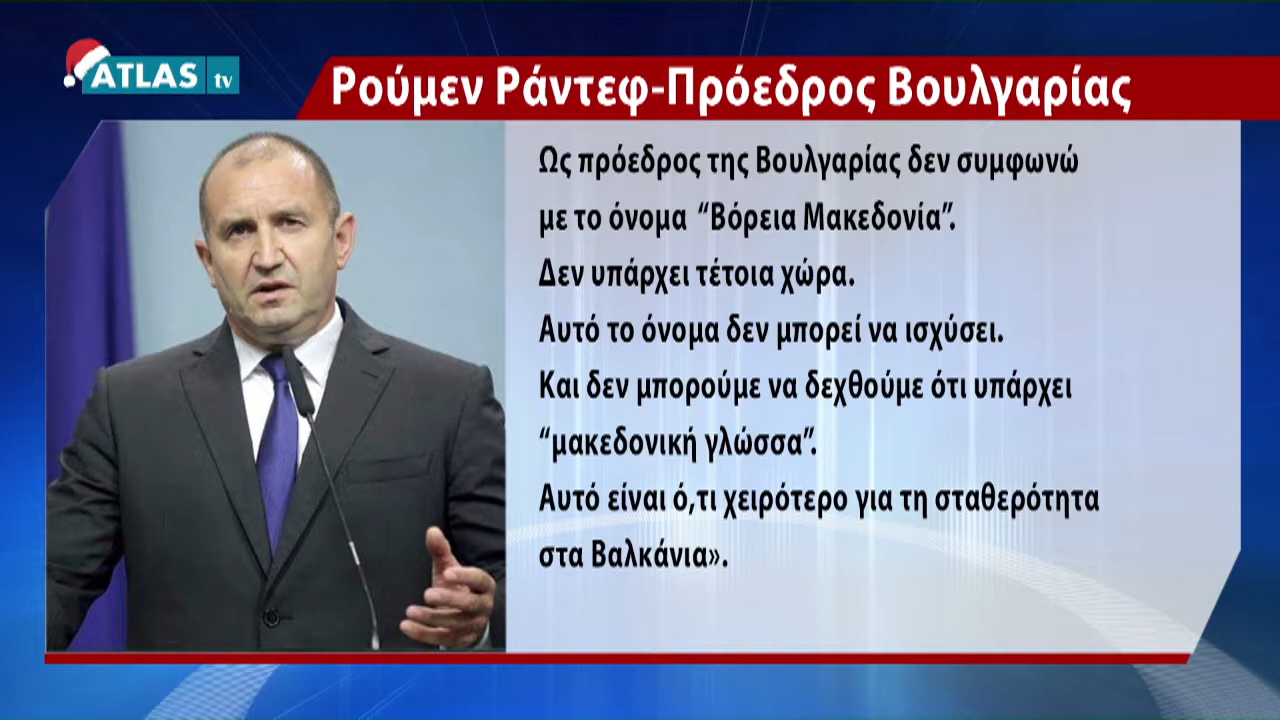 ATLAS tv
Ρούμεν Ράντεφ-Πρόεδρος Βουλγαρίας
Ως πρόεδρος της Βουλγαρίας δεν συμφωνώ
με το όνομα “Βόρεια Μακεδονία”.
Δεν υπάρχει τέτοια χώρα.
Αυτό το όνομα δεν μπορεί να ισχύσει.
Και δεν μπορούμε να δεχθούμε ότι υπάρχει
“μακεδονική γλώσσα”.
Αυτό είναι ό,τι χειρότερο για τη σταθερότητα
στα Βαλκάνια».